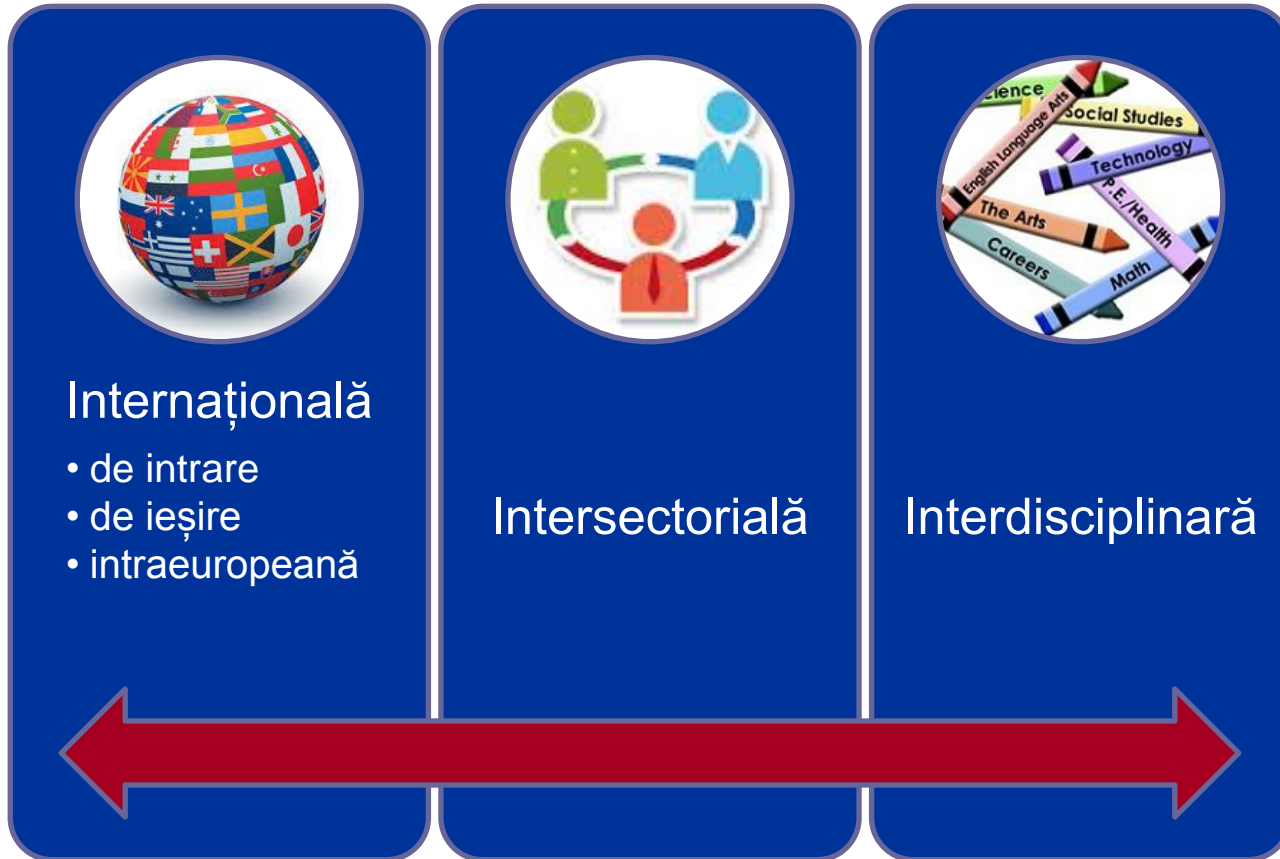 Internațională
• de intrare
• de ieșire
• intraeuropeană
Intersectorială
Interdisciplinară
Social Studies
English Language Arts
Technology
P.E./Health
The Arts
Careers
Math